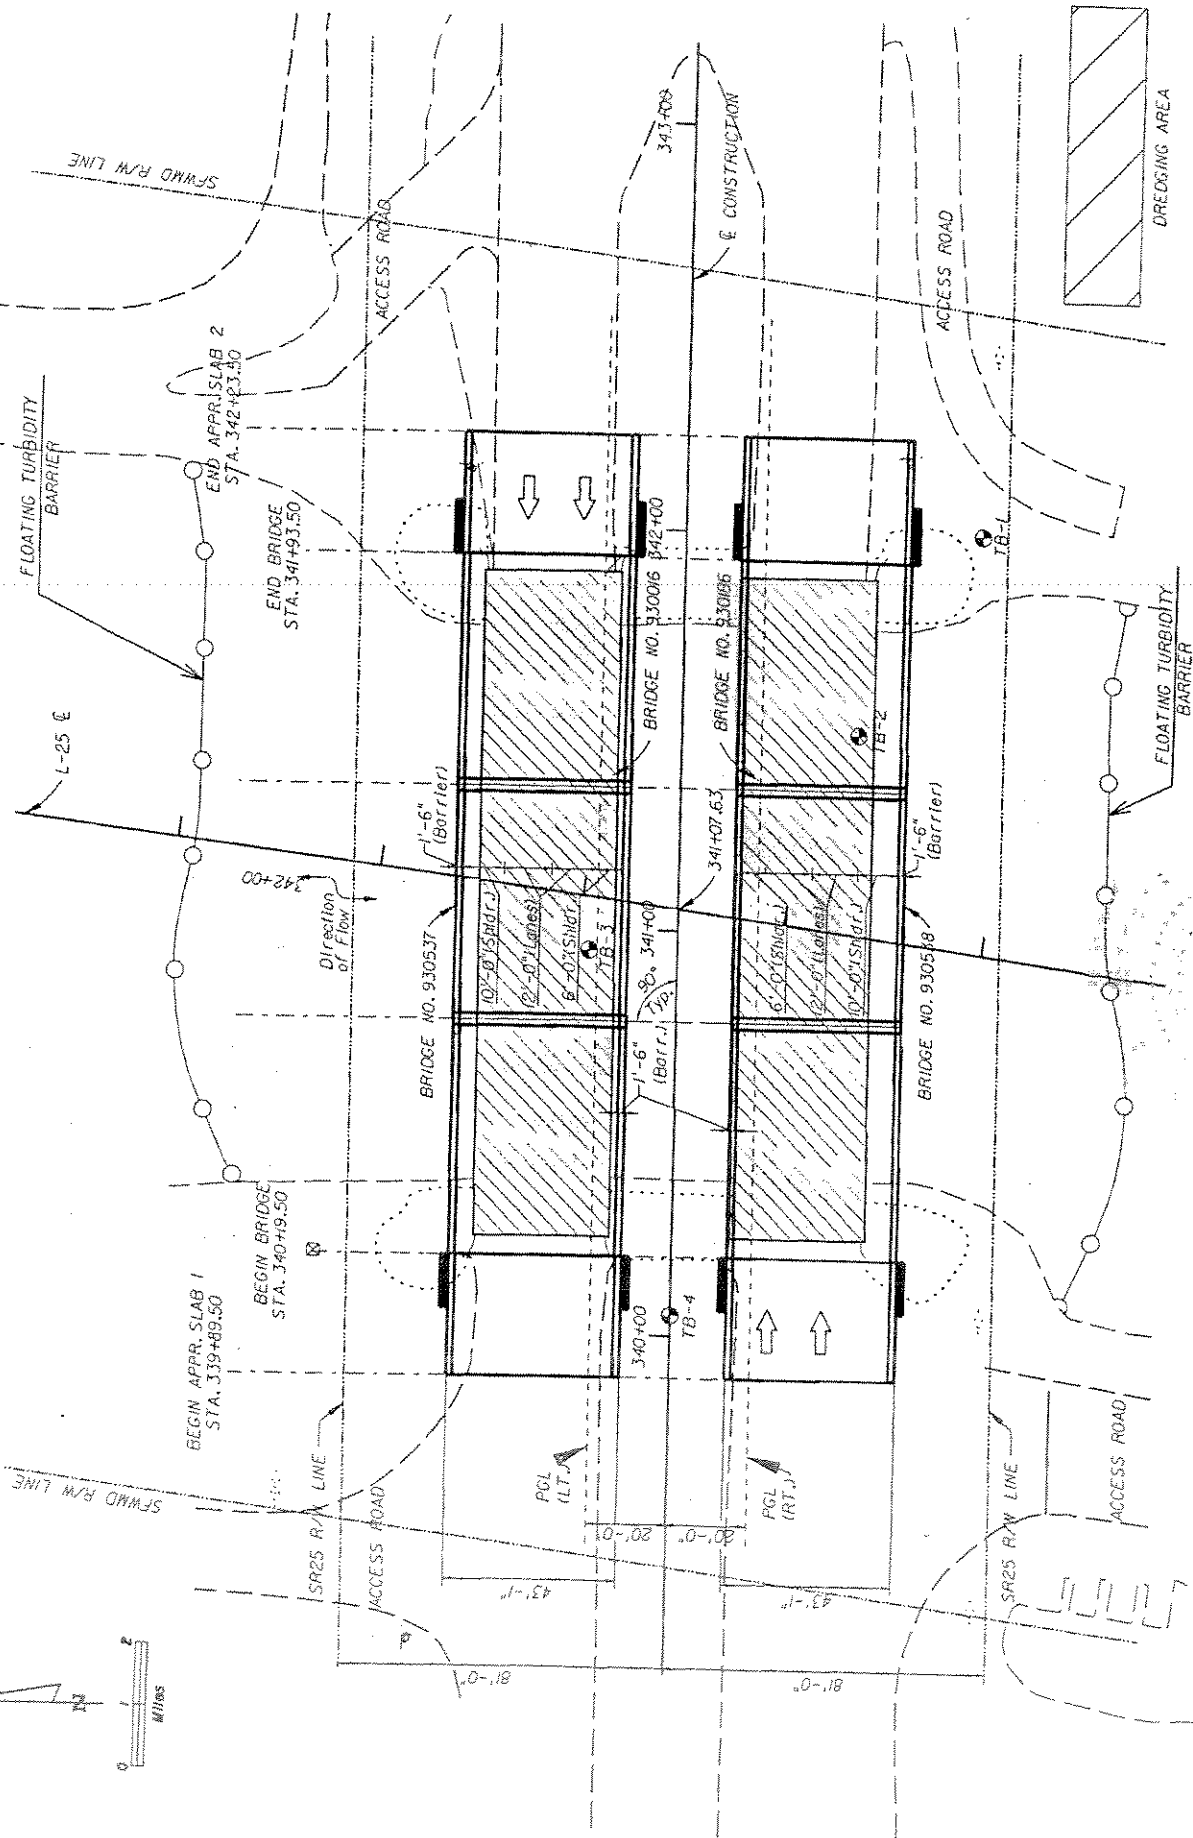 SFWMD R/W LINE
FLOATING TURBIDITY
BARRIER
L-25 ℄
END APPR. SLAB 2
STA. 342+23.50
END BRIDGE
STA. 341+93.50
ACCESS ROAD
343+00
℄ CONSTRUCTION
ACCESS ROAD
DREDGING AREA
342+00
Direction
of Flow
1'-6"
(Barrier)
BRIDGE NO. 930016
342+00
BRIDGE NO. 930186
TB-1
TB-2
FLOATING TURBIDITY
BARRIER
BRIDGE NO. 930537
10'-0" (Shldr.)
12'-0" (Lanes)
6'-0" (Shldr.)
TB-3
341+07.63
341+00
90°
Typ.
6'-0" (Shldr.)
12'-0" (Lanes)
10'-0" (Shldr.)
1'-6"
(Barrier)
BRIDGE NO. 930558
1'-6"
(Barr.)
BEGIN BRIDGE
STA. 340+19.50
BEGIN APPR. SLAB 1
STA. 339+89.50
340+00
TB-4
SFWMD R/W LINE
SR25 R/W LINE
ACCESS ROAD
PGL
(LT.)
PGL
(RT.)
20'-0"
20'-0"
43'-1"
43'-1"
81'-0"
81'-0"
SR25 R/W LINE
ACCESS ROAD
N
0
1
2
Miles